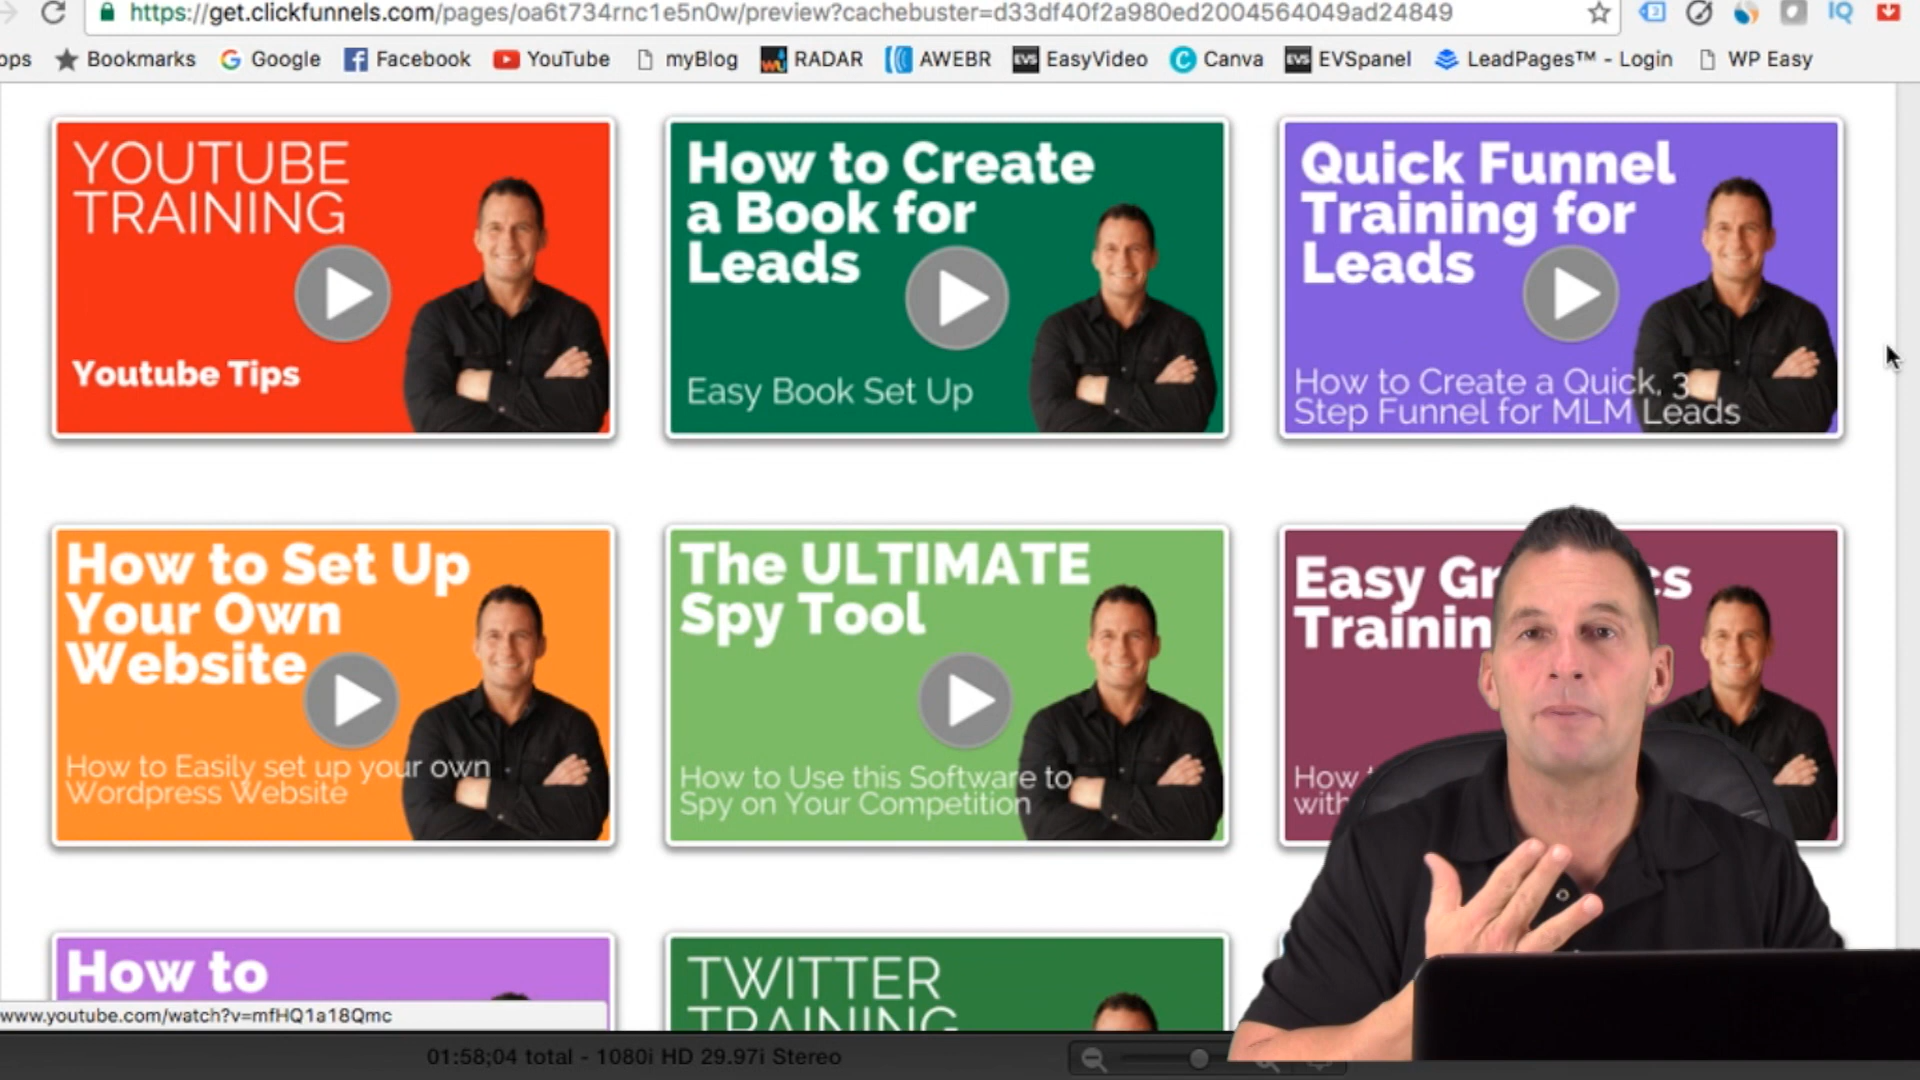 https://get.clickfunnels.com/pages/oa6t734rnc1e5n0w/preview?cachebuster=d33df40f2a980ed2004564049ad24849
IQ
Bookmarks Google Facebook YouTube myBlog RADAR AWEBR EVS EasyVideo Canva EVS EVSpanel LeadPages™ - Login WP Easy
YOUTUBE
TRAINING
Youtube Tips
How to Create
a Book for
Leads
Easy Book Set Up
Quick Funnel
Training for
Leads
How to Create a Quick, 3
Step Funnel for MLM Leads
How to Set Up
Your Own
Website
How to Easily set up your own
Wordpress Website
The ULTIMATE
Spy Tool
How to Use this Software to
Spy on Your Competition
Easy
How
with
How to
TWITTER
TRAINING
www.youtube.com/watch?v=mfHQ1a18Qmc
01:58;04 total - 1080i HD 29.97i Stereo